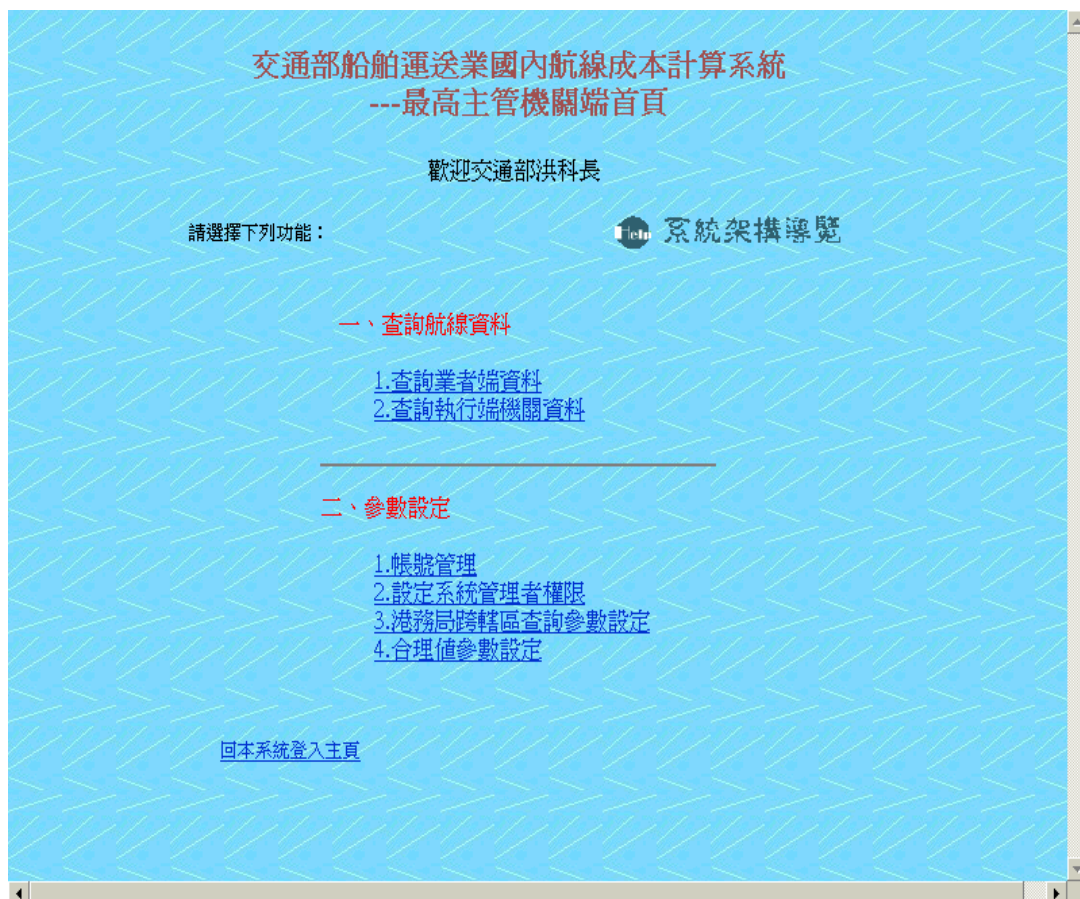 交通部船舶運送業國內航線成本計算系統
---最高主管機關端首頁
歡迎交通部洪科長
請選擇下列功能：
Help 系統架構導覽
一、查詢航線資料
1.查詢業者端資料
2.查詢執行端機關資料
二、參數設定
1.帳號管理
2.設定系統管理者權限
3.港務局跨轄區查詢參數設定
4.合理值參數設定
回本系統登入主頁